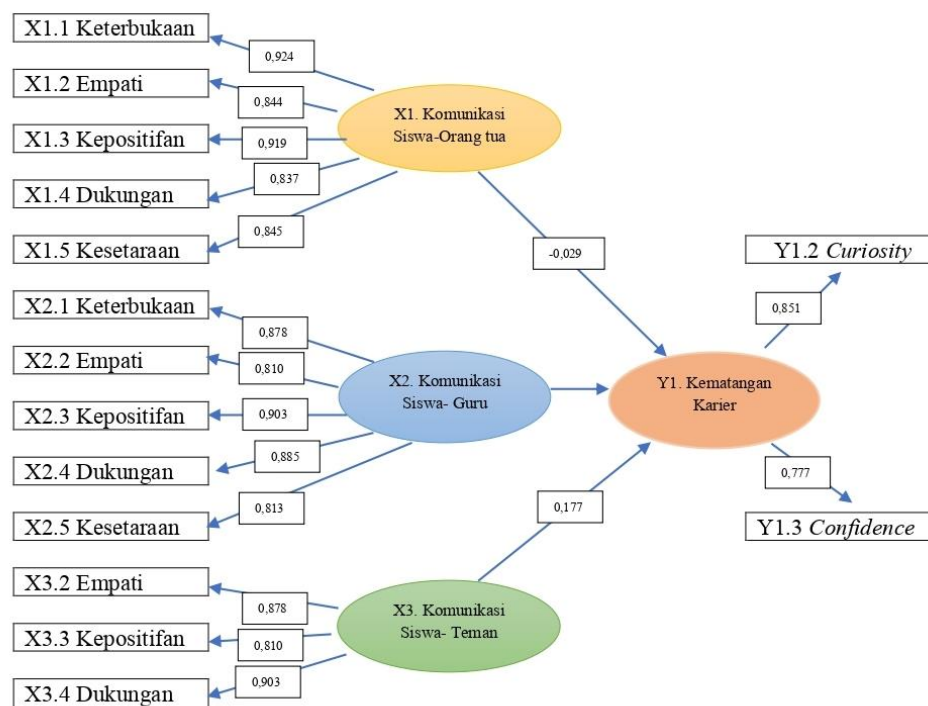 X1.1 Keterbukaan
0,924
X1.2 Empati
0,844
X1. Komunikasi
Siswa-Orang tua
X1.3 Kepositifan
0,919
X1.4 Dukungan
0,837
X1.5 Kesetaraan
0,845
-0,029
Y1.2 Curiosity
0,851
X2.1 Keterbukaan
0,878
X2.2 Empati
0,810
X2. Komunikasi
Siswa- Guru
X2.3 Kepositifan
0,903
X2.4 Dukungan
0,885
X2.5 Kesetaraan
0,813
Y1. Kematangan
Karier
0,777
Y1.3 Confidence
0,177
X3.2 Empati
0,878
X3. Komunikasi
Siswa- Teman
X3.3 Kepositifan
0,810
X3.4 Dukungan
0,903